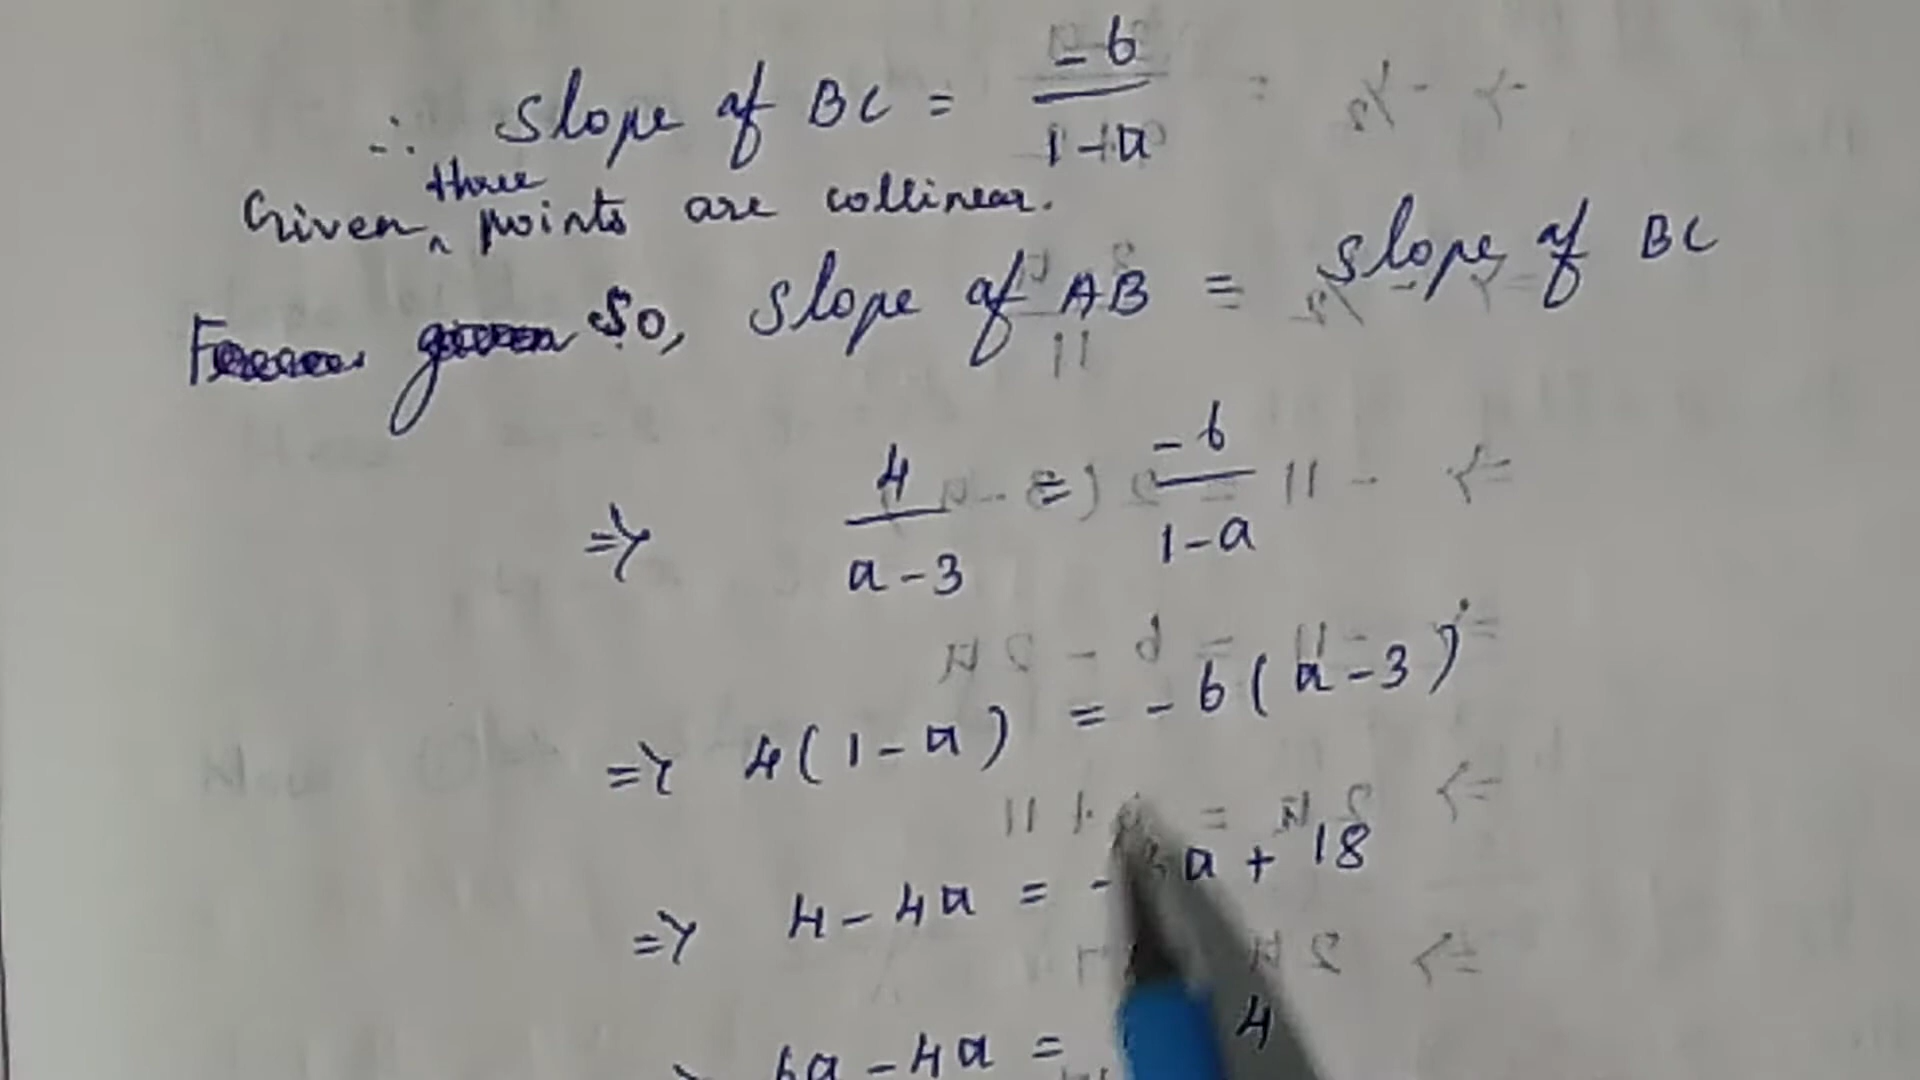 ∴ Slope of BC = -6/(1-a)
three
Given ^ points are collinear.
So, Slope of AB = Slope of BC
=> 4/(a-3) = -6/(1-a)
=> 4(1-a) = -6(a-3)
=> 4-4a = - a + 18
6a - 4a = 4